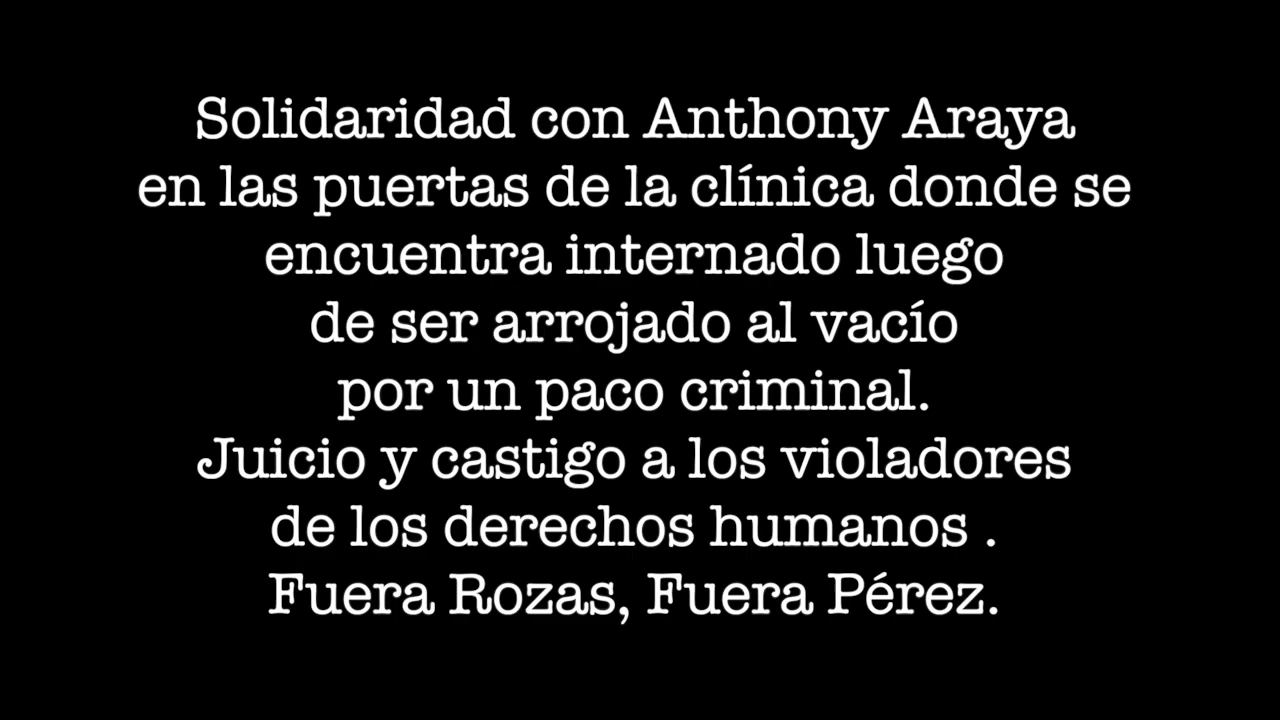 Solidaridad con Anthony Araya
en las puertas de la clínica donde se
encuentra internado luego
de ser arrojado al vacío
por un paco criminal.
Juicio y castigo a los violadores
de los derechos humanos .
Fuera Rozas, Fuera Pérez.